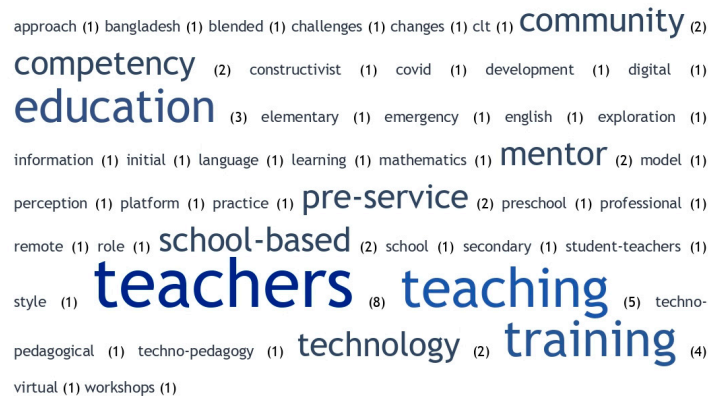 approach (1) bangladesh (1) blended (1) challenges (1) changes (1) clt (1) community (2)
competency (2) constructivist (1) covid (1) development (1) digital (1)
education (3) elementary (1) emergency (1) english (1) exploration (1)
information (1) initial (1) language (1) learning (1) mathematics (1) mentor (2) model (1)
perception (1) platform (1) practice (1) pre-service (2) preschool (1) professional (1)
remote (1) role (1) school-based (2) school (1) secondary (1) student-teachers (1)
style (1) teachers (8) teaching (5) techno-
pedagogical (1) techno-pedagogy (1) technology (2) training (4)
virtual (1) workshops (1)